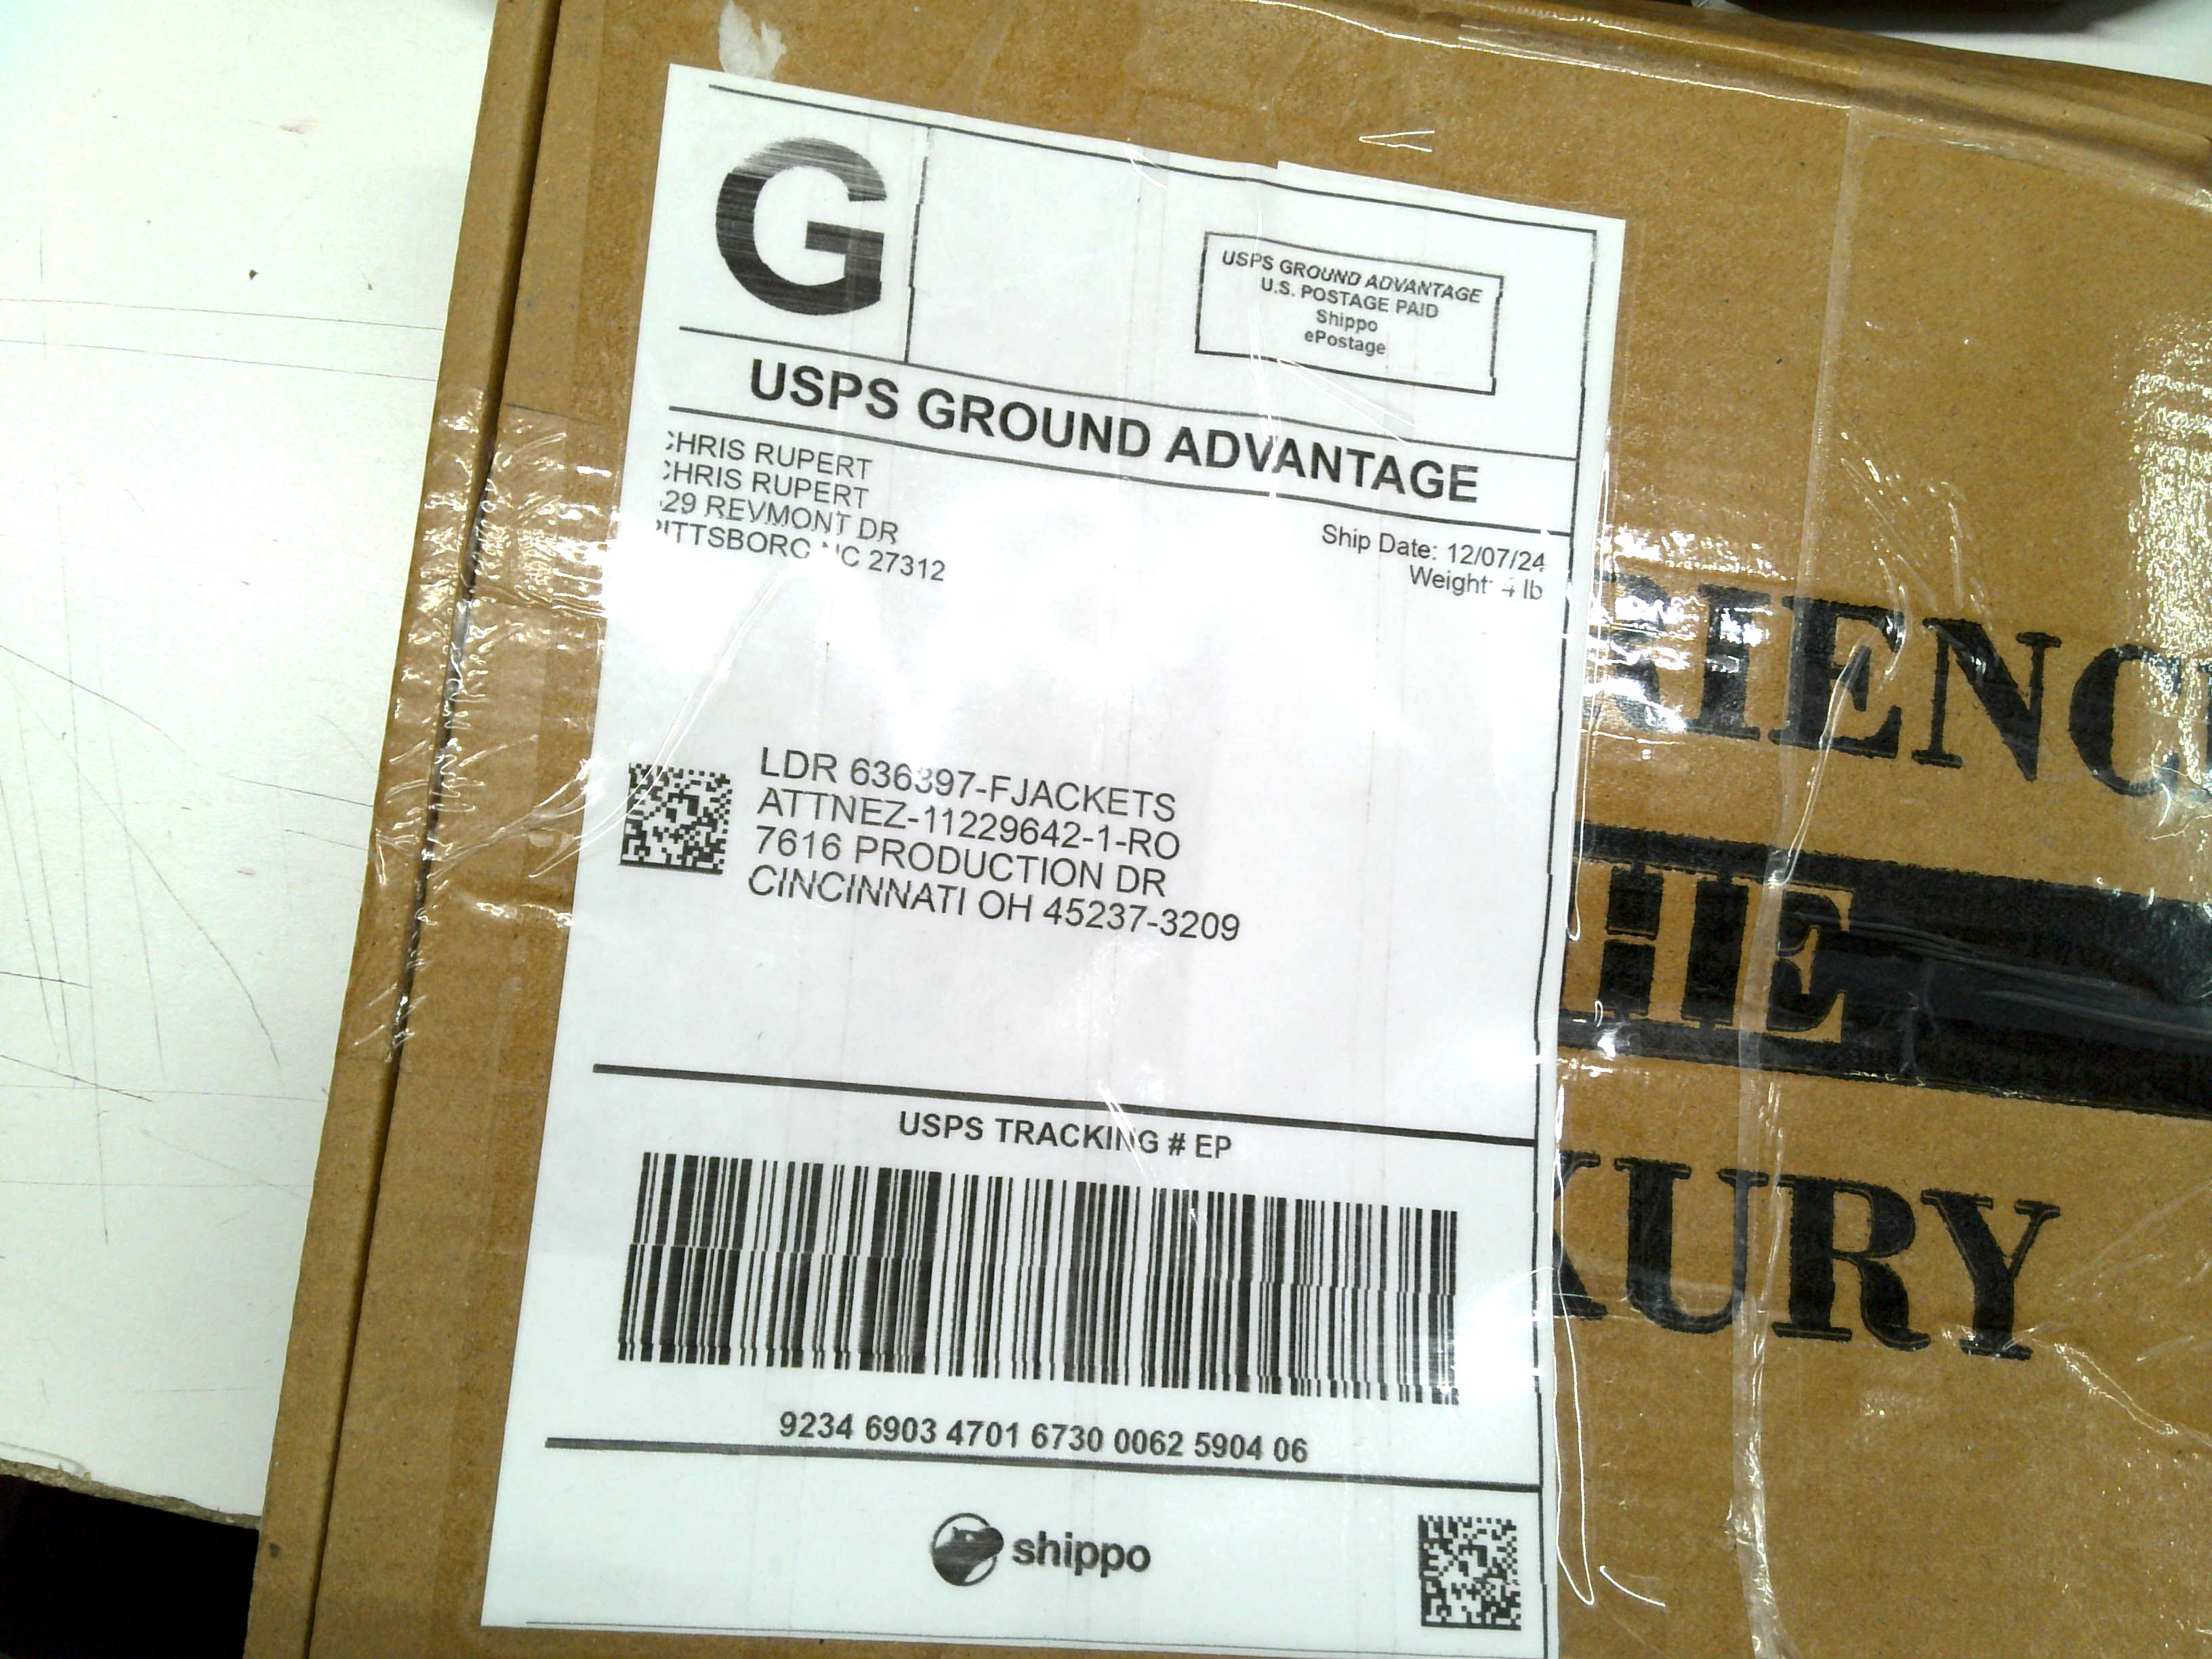 G
USPS GROUND ADVANTAGE
U.S. POSTAGE PAID
Shippo
ePostage
USPS GROUND ADVANTAGE
CHRIS RUPERT
CHRIS RUPERT
29 REVMONT DR
PITTSBORO NC 27312
Ship Date: 12/07/24
Weight: 4 lb
LDR 636397-FJACKETS
ATTNEZ-11229642-1-RO
7616 PRODUCTION DR
CINCINNATI OH 45237-3209
USPS TRACKING # EP
9234 6903 4701 6730 0062 5904 06
shippo
RIENC
HE
XURY